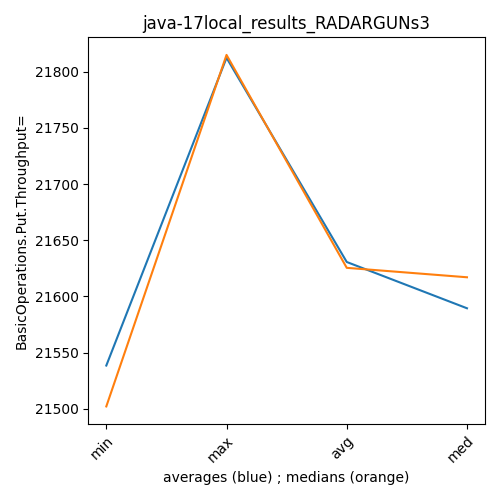 java-17local_results_RADARGUNs3
BasicOperations.Put.Throughput=
21800
21750
21700
21650
21600
21550
21500
min
max
avg
med
averages (blue) ; medians (orange)